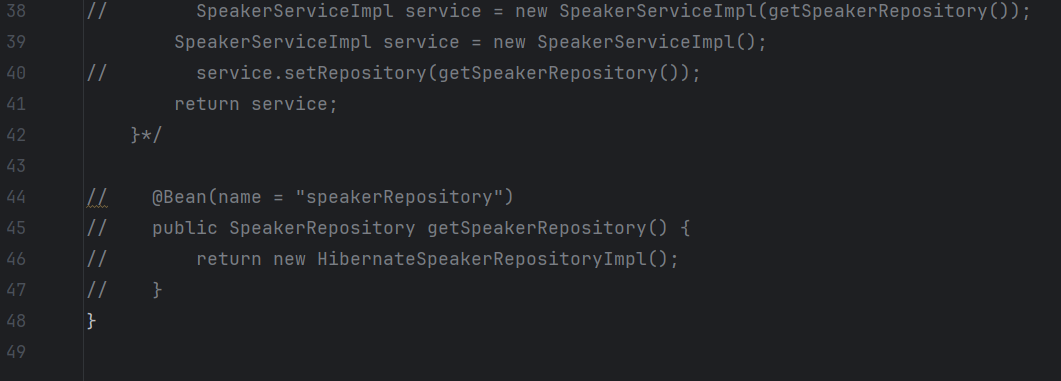 38 //        SpeakerServiceImpl service = new SpeakerServiceImpl(getSpeakerRepository());
39         SpeakerServiceImpl service = new SpeakerServiceImpl();
40 //        service.setRepository(getSpeakerRepository());
41         return service;
42     }*/
43
44 //    @Bean(name = "speakerRepository")
45 //    public SpeakerRepository getSpeakerRepository() {
46 //        return new HibernateSpeakerRepositoryImpl();
47 //    }
48 }
49